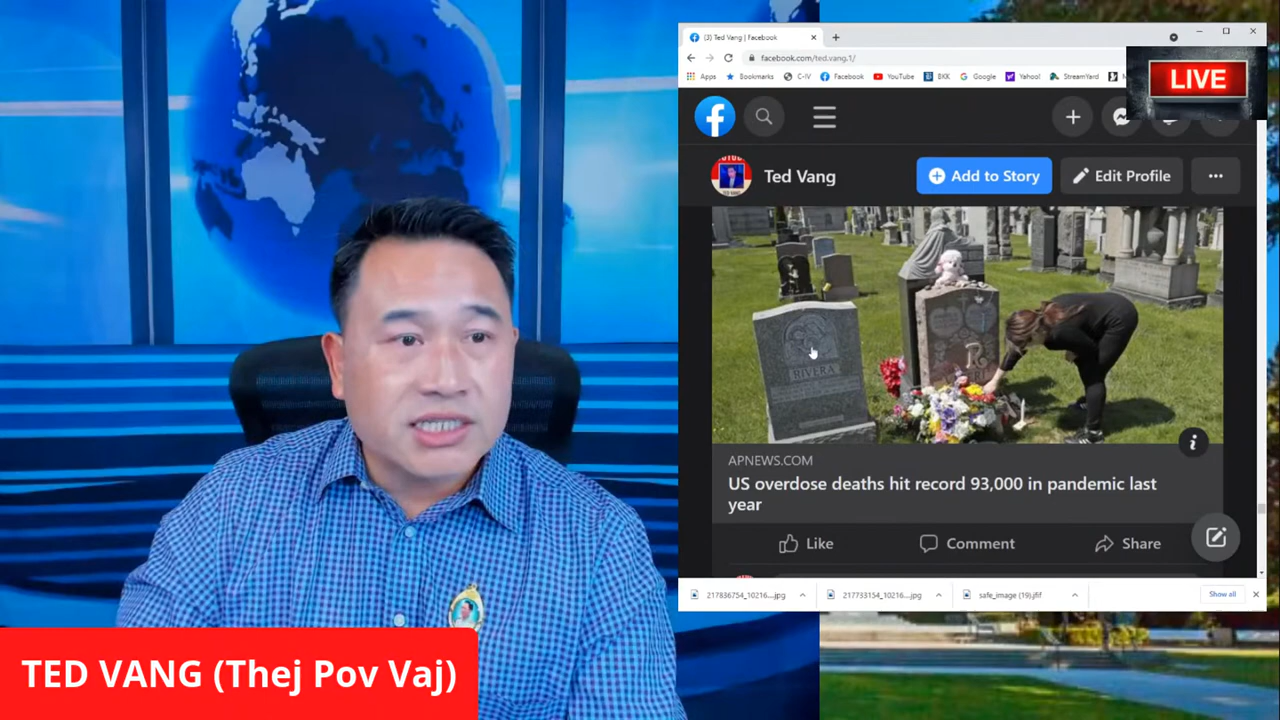 (3) Ted Vang | Facebook
facebook.com/ted.vang.1/
Apps Bookmarks C-IV Facebook YouTube BKK Google Yahoo! StreamYard
LIVE
Ted Vang
Add to Story
Edit Profile
RIVERA
APNEWS.COM
US overdose deaths hit record 93,000 in pandemic last
year
Like
Comment
Share
217836754_10216....jpg
217733154_10216....jpg
safe_image (19).jfif
Show all
TED VANG (Thej Pov Vaj)